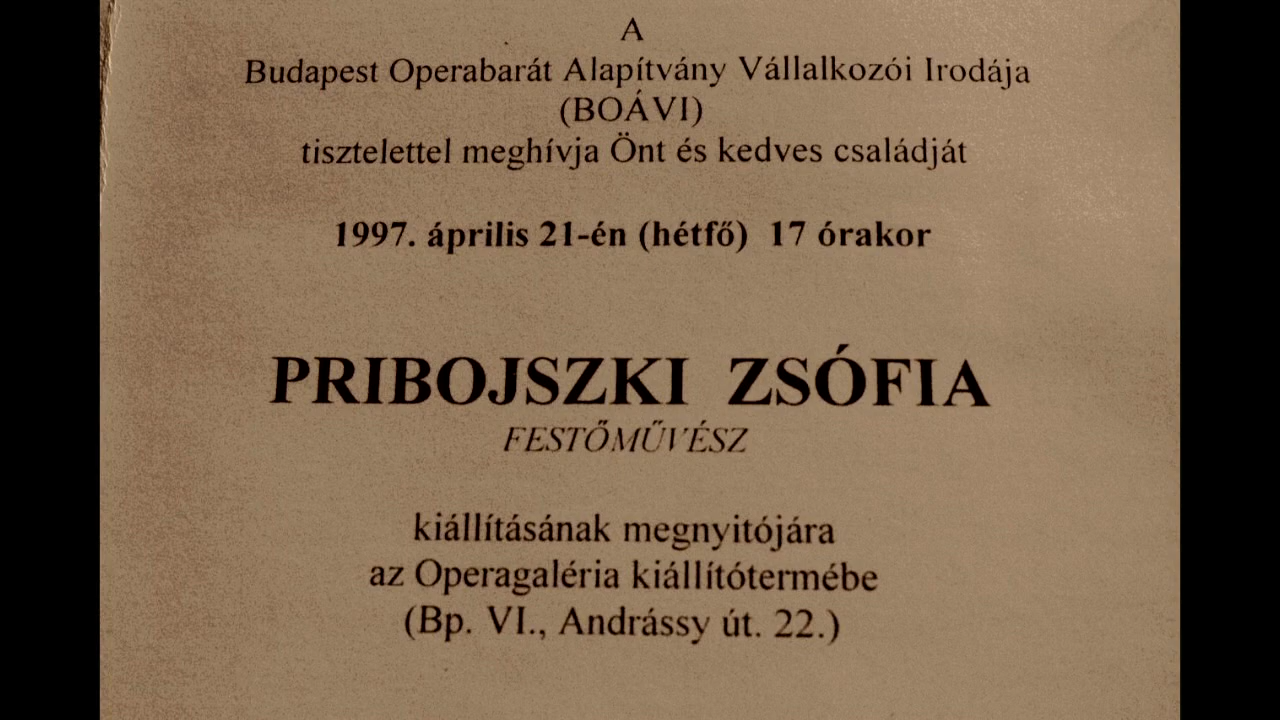 A
Budapest Operabarát Alapítvány Vállalkozói Irodája
(BOÁVI)
tisztelettel meghívja Önt és kedves családját
1997. április 21-én (hétfő) 17 órakor
PRIBOJSZKI ZSÓFIA
FESTŐMŰVÉSZ
kiállításának megnyitójára
az Operagaléria kiállítótermébe
(Bp. VI., Andrássy út. 22.)